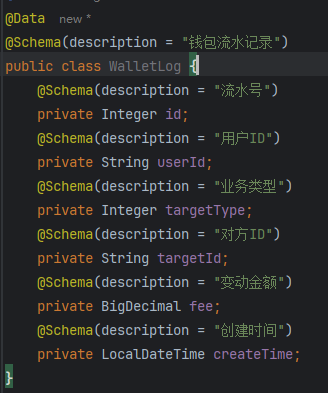 @Data new *
@Schema(description = "钱包流水记录")
public class WalletLog {
@Schema(description = "流水号")
private Integer id;
@Schema(description = "用户ID")
private String userId;
@Schema(description = "业务类型")
private Integer targetType;
@Schema(description = "对方ID")
private String targetId;
@Schema(description = "变动金额")
private BigDecimal fee;
@Schema(description = "创建时间")
private LocalDateTime createTime;
}